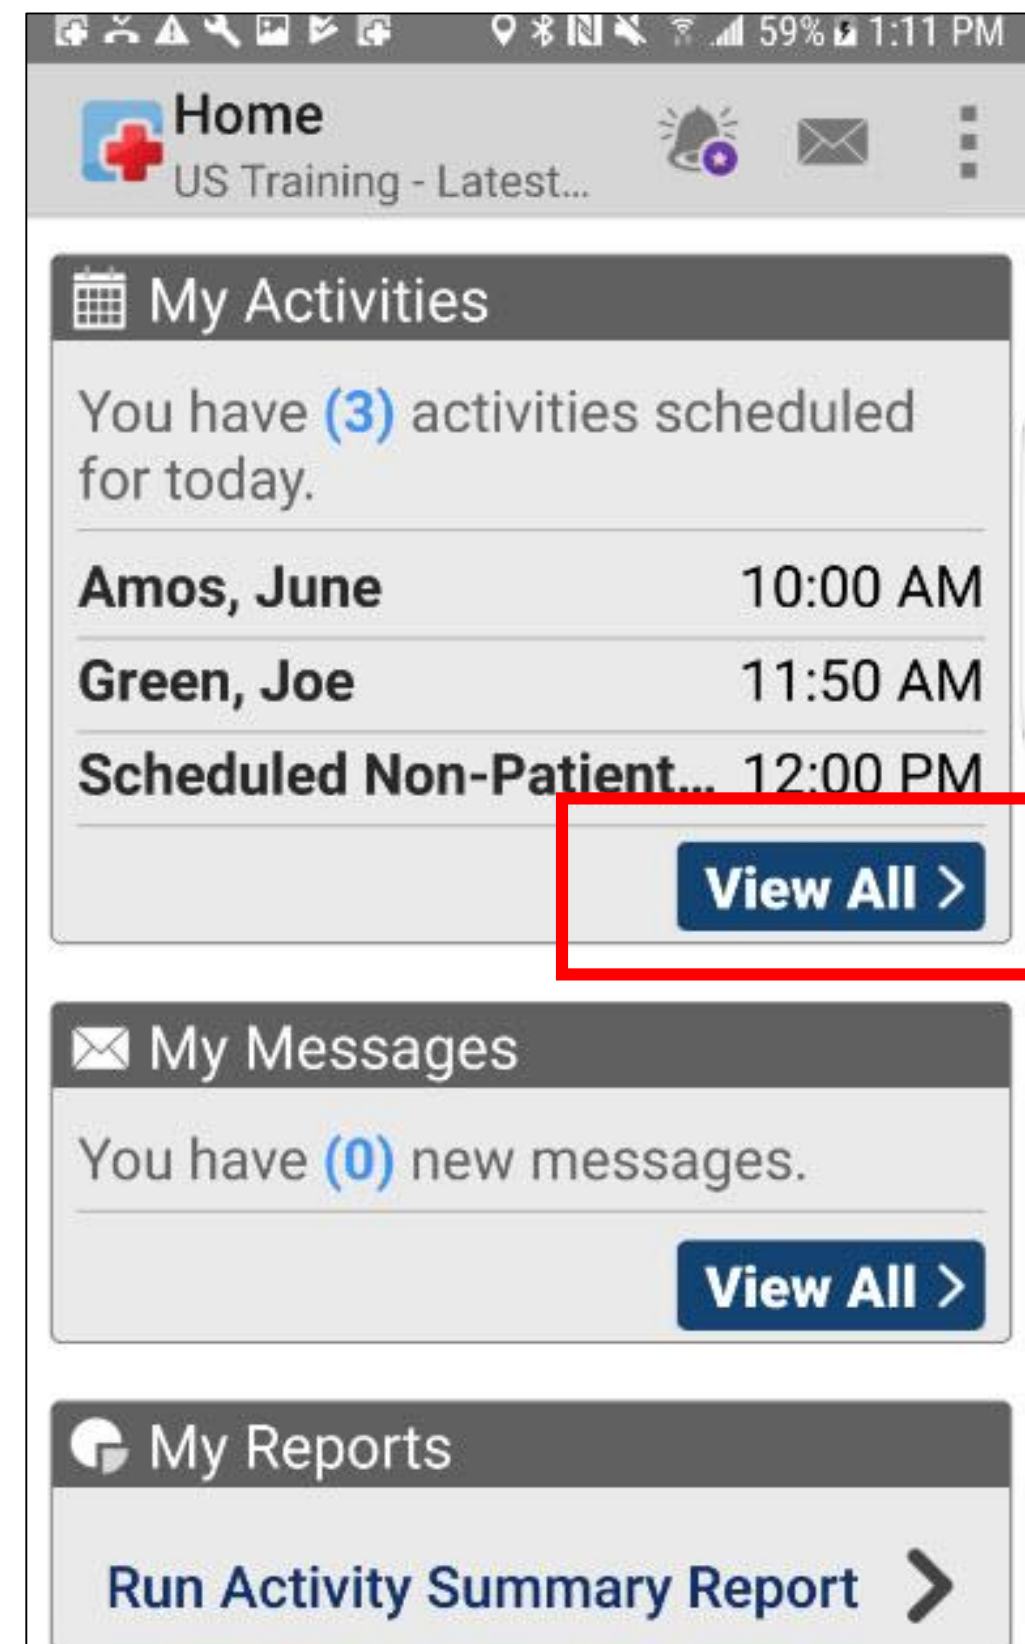 59% 1:11 PM
Home
US Training - Latest...
My Activities
You have (3) activities scheduled
for today.
Amos, June 10:00 AM
Green, Joe 11:50 AM
Scheduled Non-Patient... 12:00 PM
View All >
My Messages
You have (0) new messages.
View All >
My Reports
Run Activity Summary Report